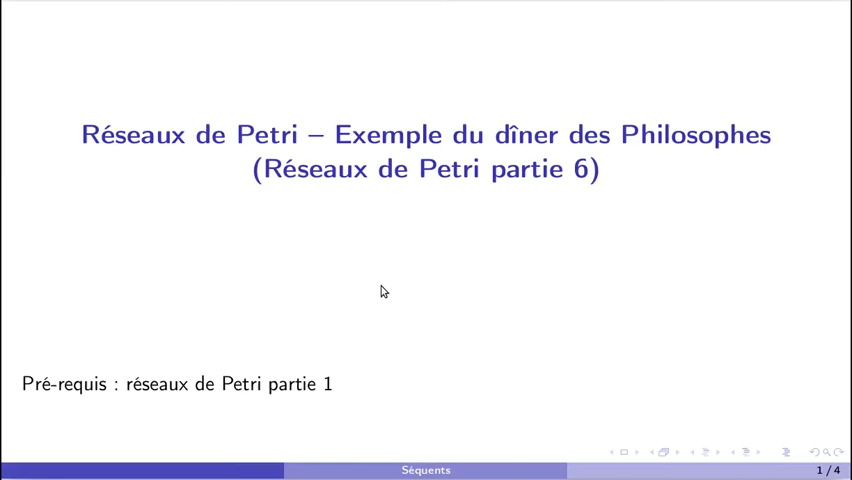 Réseaux de Petri – Exemple du dîner des Philosophes
(Réseaux de Petri partie 6)
Pré-requis : réseaux de Petri partie 1
Séquents
1 / 4